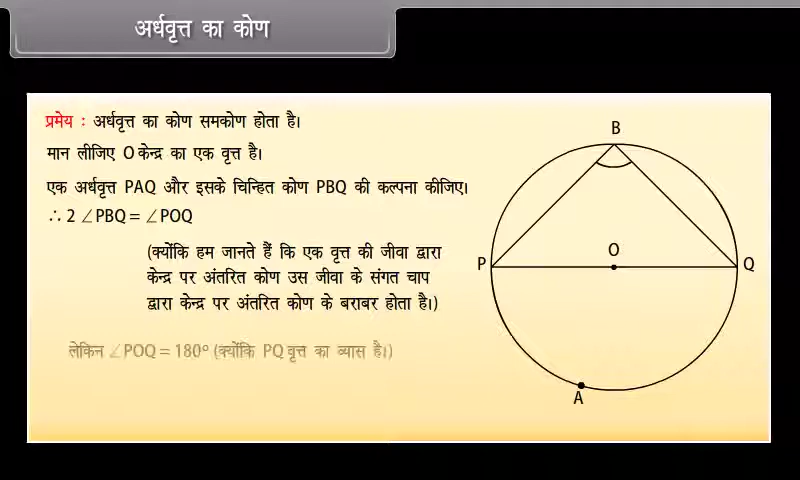 अर्धवृत्त का कोण
प्रमेय : अर्धवृत्त का कोण समकोण होता है।
मान लीजिए O केन्द्र का एक वृत्त है।
एक अर्धवृत्त PAQ और इसके चिन्हित कोण PBQ की कल्पना कीजिए।
∴ 2 ∠PBQ = ∠POQ
(क्योंकि हम जानते हैं कि एक वृत्त की जीवा द्वारा
केन्द्र पर अंतरित कोण उस जीवा के संगत चाप
द्वारा केन्द्र पर अंतरित कोण के बराबर होता है।)
लेकिन ∠POQ = 180° (क्योंकि PQ वृत्त का व्यास है।)
B
O
P
Q
A